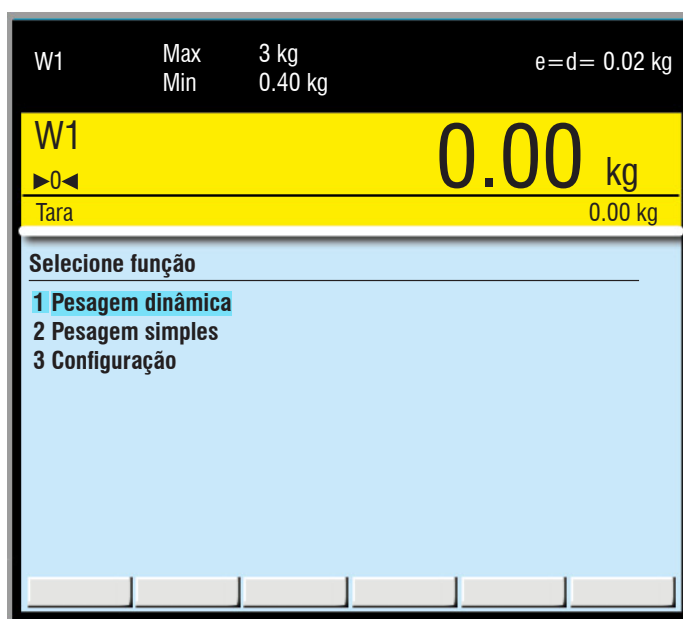 W1 Max 3 kg e=d= 0.02 kg
Min 0.40 kg
W1 0.00 kg
►0◄
Tara 0.00 kg
Selecione função
1 Pesagem dinâmica
2 Pesagem simples
3 Configuração